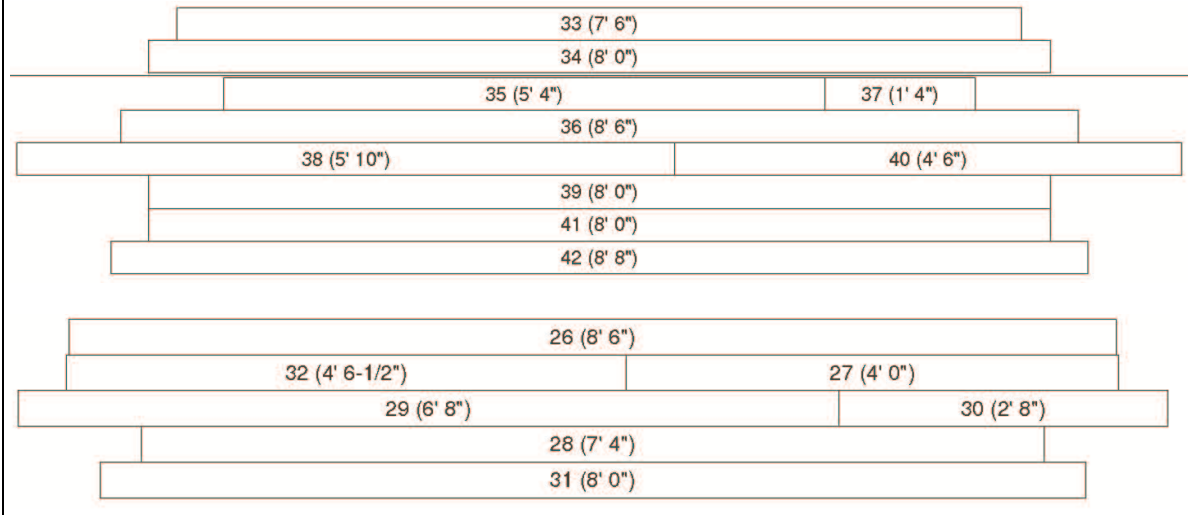 33 (7' 6")
34 (8' 0")
35 (5' 4") 37 (1' 4")
36 (8' 6")
38 (5' 10") 40 (4' 6")
39 (8' 0")
41 (8' 0")
42 (8' 8")
26 (8' 6")
32 (4' 6-1/2") 27 (4' 0")
29 (6' 8") 30 (2' 8")
28 (7' 4")
31 (8' 0")